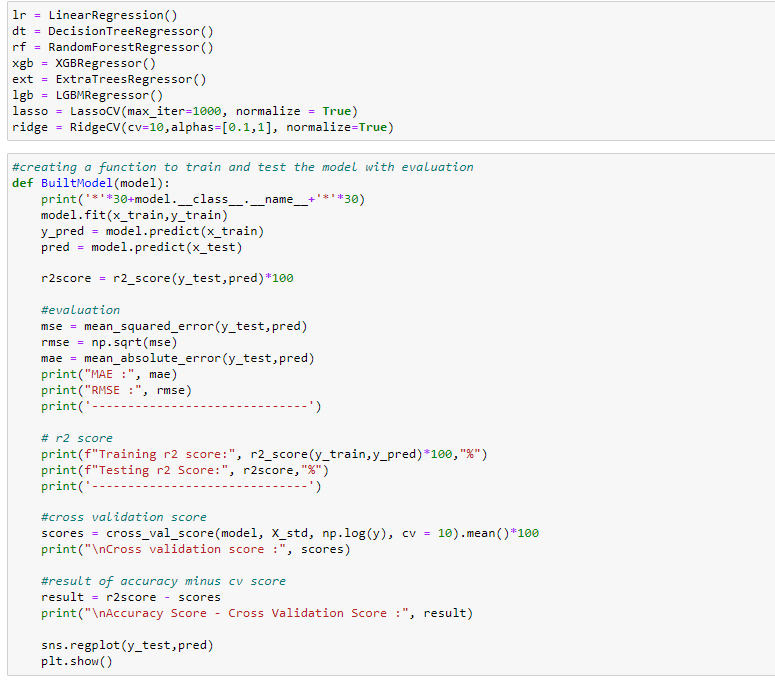 lr = LinearRegression()
dt = DecisionTreeRegressor()
rf = RandomForestRegressor()
xgb = XGBRegressor()
ext = ExtraTreesRegressor()
lgb = LGBMRegressor()
lasso = LassoCV(max_iter=1000, normalize = True)
ridge = RidgeCV(cv=10,alphas=[0.1,1], normalize=True)
#creating a function to train and test the model with evaluation
def BuiltModel(model):
    print('*'*30+model.__class__.__name__+'*'*30)
    model.fit(x_train,y_train)
    y_pred = model.predict(x_train)
    pred = model.predict(x_test)
    r2score = r2_score(y_test,pred)*100
    #evaluation
    mse = mean_squared_error(y_test,pred)
    rmse = np.sqrt(mse)
    mae = mean_absolute_error(y_test,pred)
    print("MAE :", mae)
    print("RMSE :", rmse)
    print('------------------------------')
    # r2 score
    print(f"Training r2 score:", r2_score(y_train,y_pred)*100,"%")
    print(f"Testing r2 Score:", r2score,"%")
    print('------------------------------')
    #cross validation score
    scores = cross_val_score(model, X_std, np.log(y), cv = 10).mean()*100
    print("\nCross validation score :", scores)
    #result of accuracy minus cv score
    result = r2score - scores
    print("\nAccuracy Score - Cross Validation Score :", result)
    sns.regplot(y_test,pred)
    plt.show()